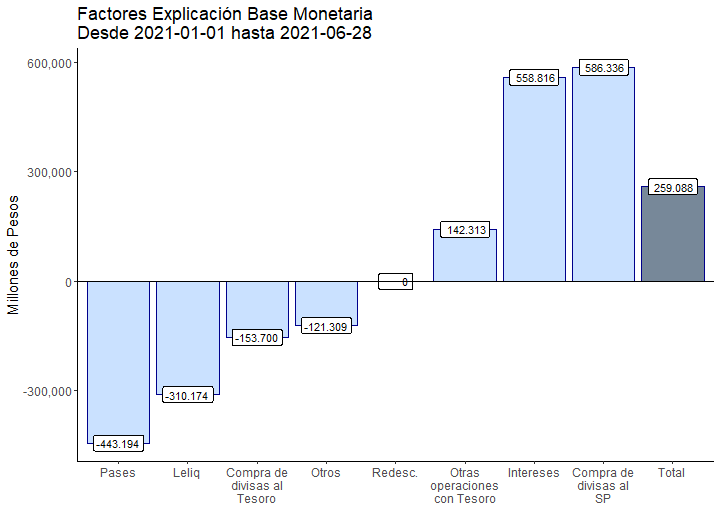 Factores Explicación Base Monetaria
Desde 2021-01-01 hasta 2021-06-28
Millones de Pesos
600,000
300,000
0
-300,000
-443.194
-310.174
-153.700
-121.309
0
142.313
558.816
586.336
259.088
Pases
Leliq
Compra de
divisas al
Tesoro
Otros
Redesc.
Otras
operaciones
con Tesoro
Intereses
Compra de
divisas al
SP
Total